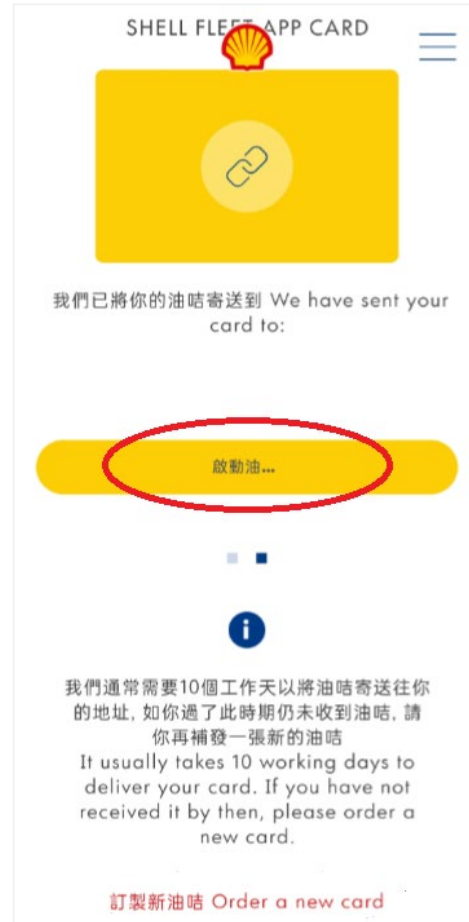 SHELL FLEET APP CARD
我們已將你的油咭寄送到 We have sent your
card to:
啟動油...
i
我們通常需要10個工作天以將油咭寄送往你
的地址, 如你過了此時期仍未收到油咭, 請
你再補發一張新的油咭
It usually takes 10 working days to
deliver your card. If you have not
received it by then, please order a
new card.
訂製新油咭 Order a new card